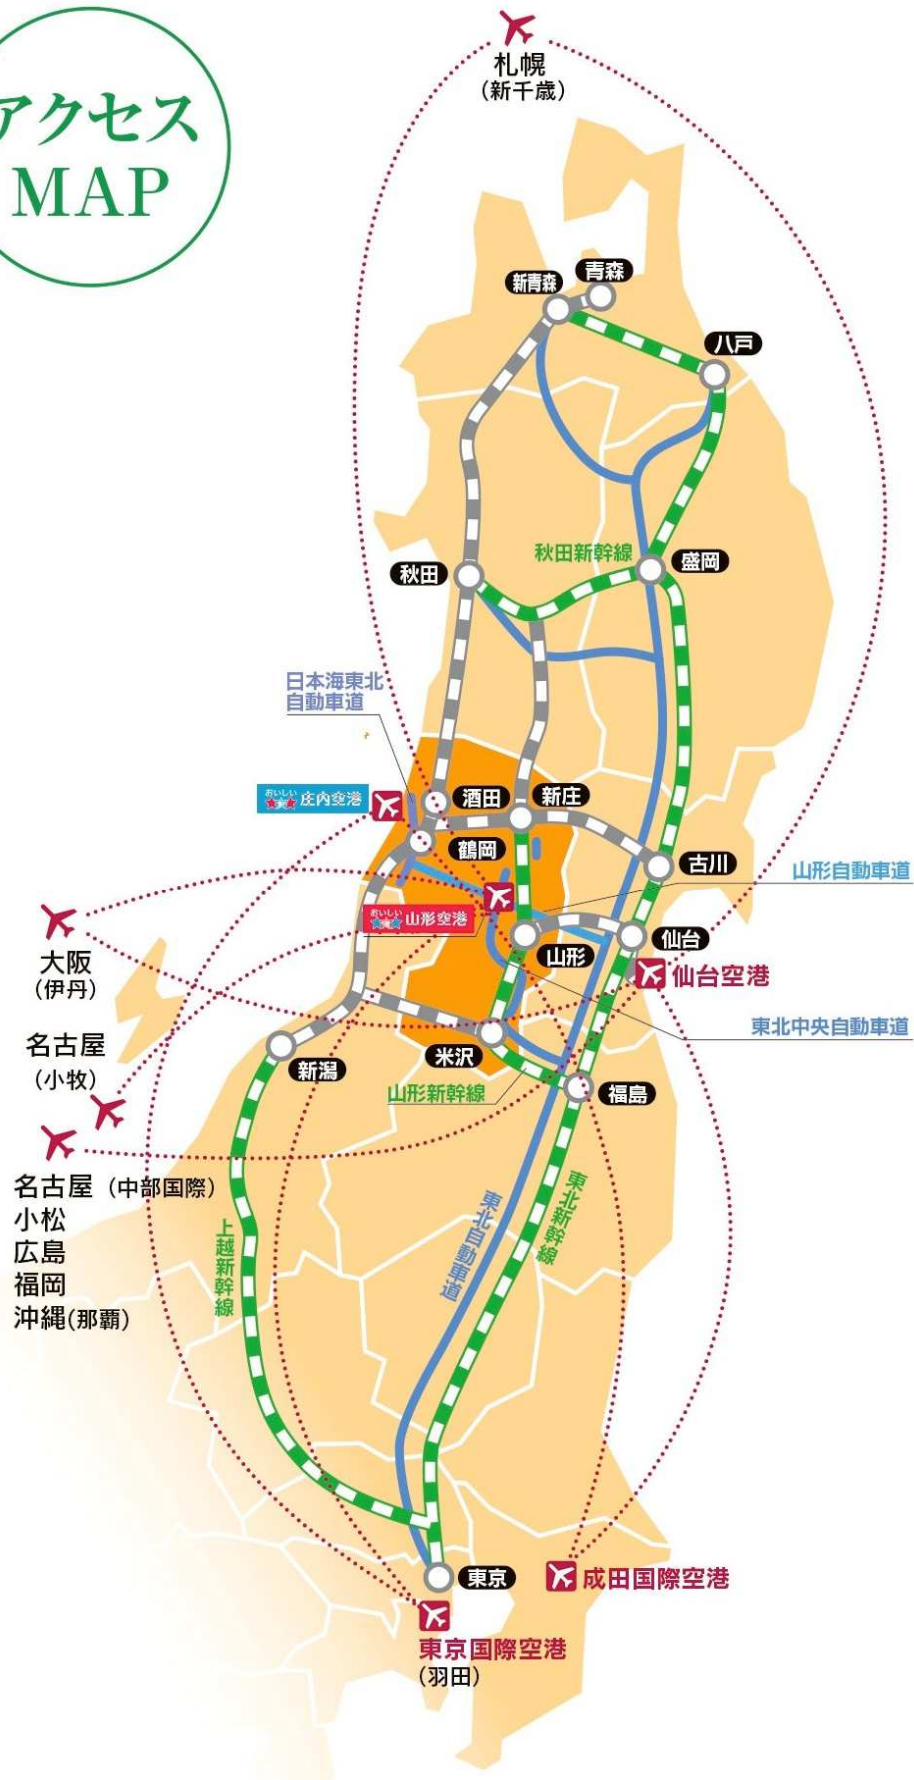 アクセス
MAP
札幌
(新千歳)
青森
新青森
八戸
秋田新幹線
盛岡
秋田
日本海東北
自動車道
おいしい
庄内空港
酒田
新庄
鶴岡
古川
山形自動車道
おいしい
山形空港
山形
仙台
仙台空港
大阪
(伊丹)
東北中央自動車道
名古屋
(小牧)
新潟
米沢
山形新幹線
福島
名古屋(中部国際)
小松
広島
福岡
沖縄(那覇)
上越新幹線
東北自動車道
東北新幹線
東京
成田国際空港
東京国際空港
(羽田)